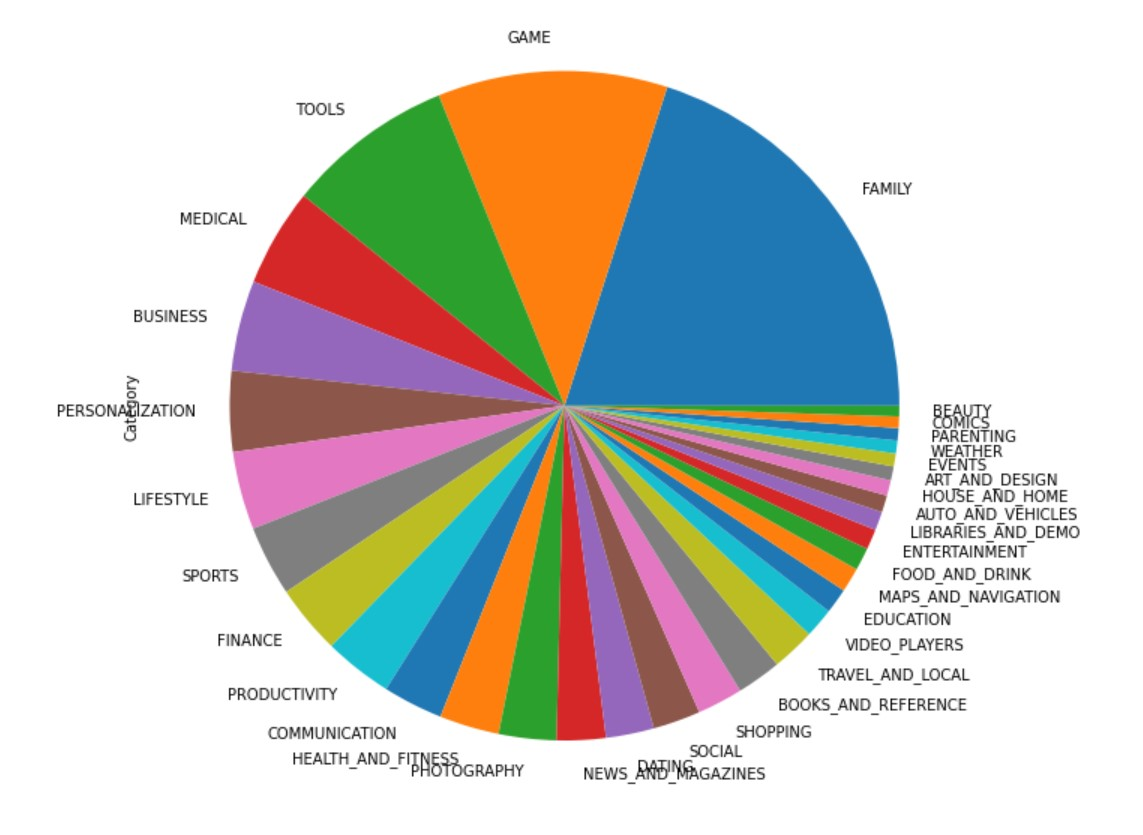 GAME
TOOLS
FAMILY
MEDICAL
BUSINESS
Category
PERSONALIZATION
LIFESTYLE
SPORTS
FINANCE
PRODUCTIVITY
COMMUNICATION
HEALTH_AND_FITNESS
PHOTOGRAPHY
NEWS_AND_MAGAZINES
DATING
SOCIAL
SHOPPING
BOOKS_AND_REFERENCE
TRAVEL_AND_LOCAL
VIDEO_PLAYERS
EDUCATION
MAPS_AND_NAVIGATION
FOOD_AND_DRINK
ENTERTAINMENT
LIBRARIES_AND_DEMO
AUTO_AND_VEHICLES
HOUSE_AND_HOME
ART_AND_DESIGN
EVENTS
WEATHER
PARENTING
COMICS
BEAUTY